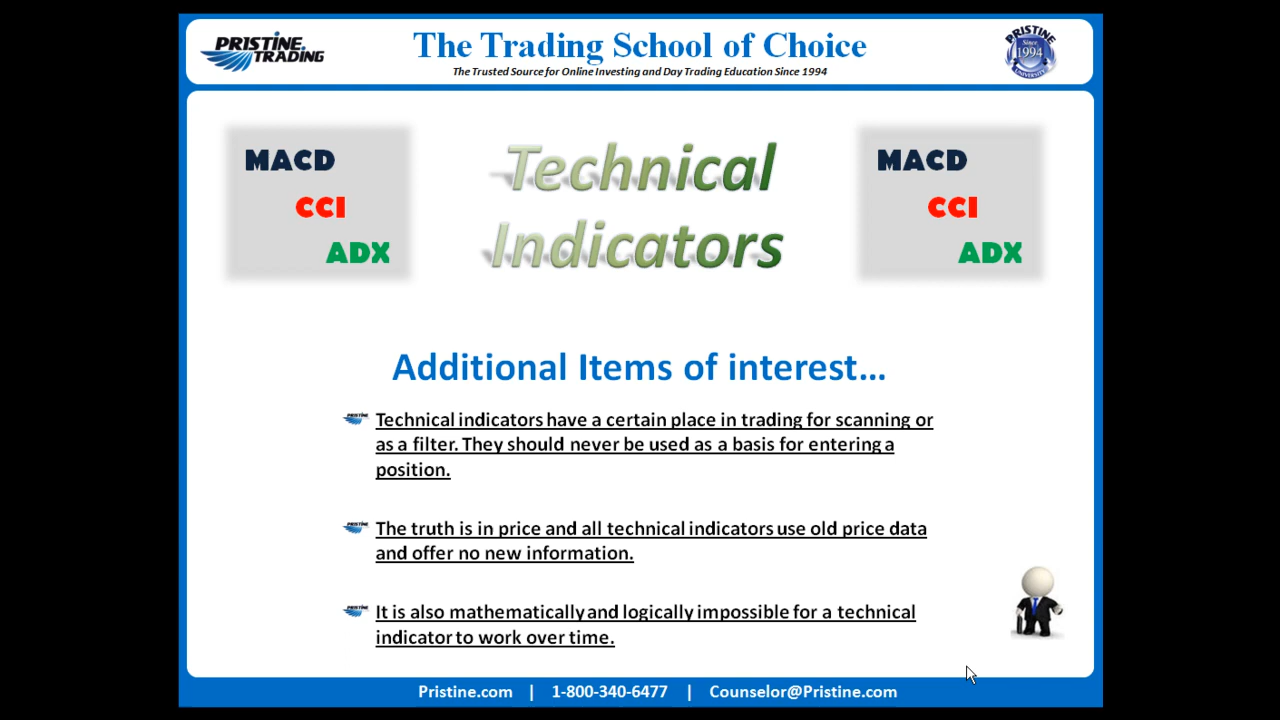 PRISTINE TRADING
The Trading School of Choice
The Trusted Source for Online Investing and Day Trading Education Since 1994
PRISTINE
Since
1994
UNIVERSITY
MACD
CCI
ADX
Technical
Indicators
MACD
CCI
ADX
Additional Items of interest...
PRISTINE
Technical indicators have a certain place in trading for scanning or
as a filter. They should never be used as a basis for entering a
position.
PRISTINE
The truth is in price and all technical indicators use old price data
and offer no new information.
PRISTINE
It is also mathematically and logically impossible for a technical
indicator to work over time.
Pristine.com | 1-800-340-6477 | Counselor@Pristine.com